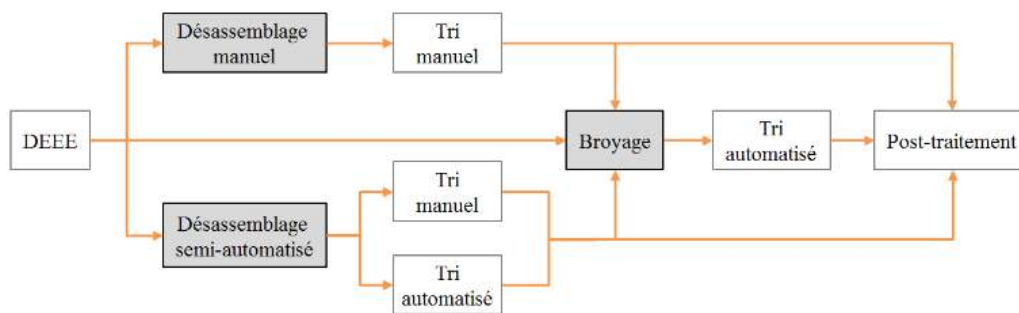 Désassemblage
manuel
Tri
manuel
DEEE
Broyage
Tri
automatisé
Post-traitement
Désassemblage
semi-automatisé
Tri
manuel
Tri
automatisé